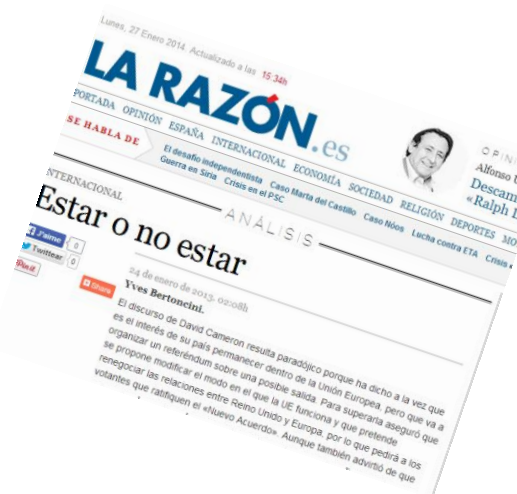 Lunes, 27 Enero 2014. Actualizado a las 15:34h
LA RAZÓN.es
OPINI
Alfonso U
Descam
«Ralph L
PORTADA OPINIÓN ESPAÑA INTERNACIONAL ECONOMÍA SOCIEDAD RELIGIÓN DEPORTES MO
SE HABLA DE
El desafío independentista Caso Marta del Castillo Caso Nóos Lucha contra ETA Crisis
Guerra en Siria Crisis en el PSC
INTERNACIONAL
ANÁLISIS
Estar o no estar
J'aime 0
Twittear 0
Pin it
Share
24 de enero de 2013. 02:08h
Yves Bertoncini.
El discurso de David Cameron resulta paradójico porque ha dicho a la vez que
es el interés de su país permanecer dentro de la Unión Europea, pero que va a
organizar un referéndum sobre una posible salida. Para superarla aseguró que
se propone modificar el modo en el que la UE funciona y que pretende
renegociar las relaciones entre Reino Unido y Europa, por lo que pedirá a los
votantes que ratifiquen el «Nuevo Acuerdo». Aunque también advirtió de que